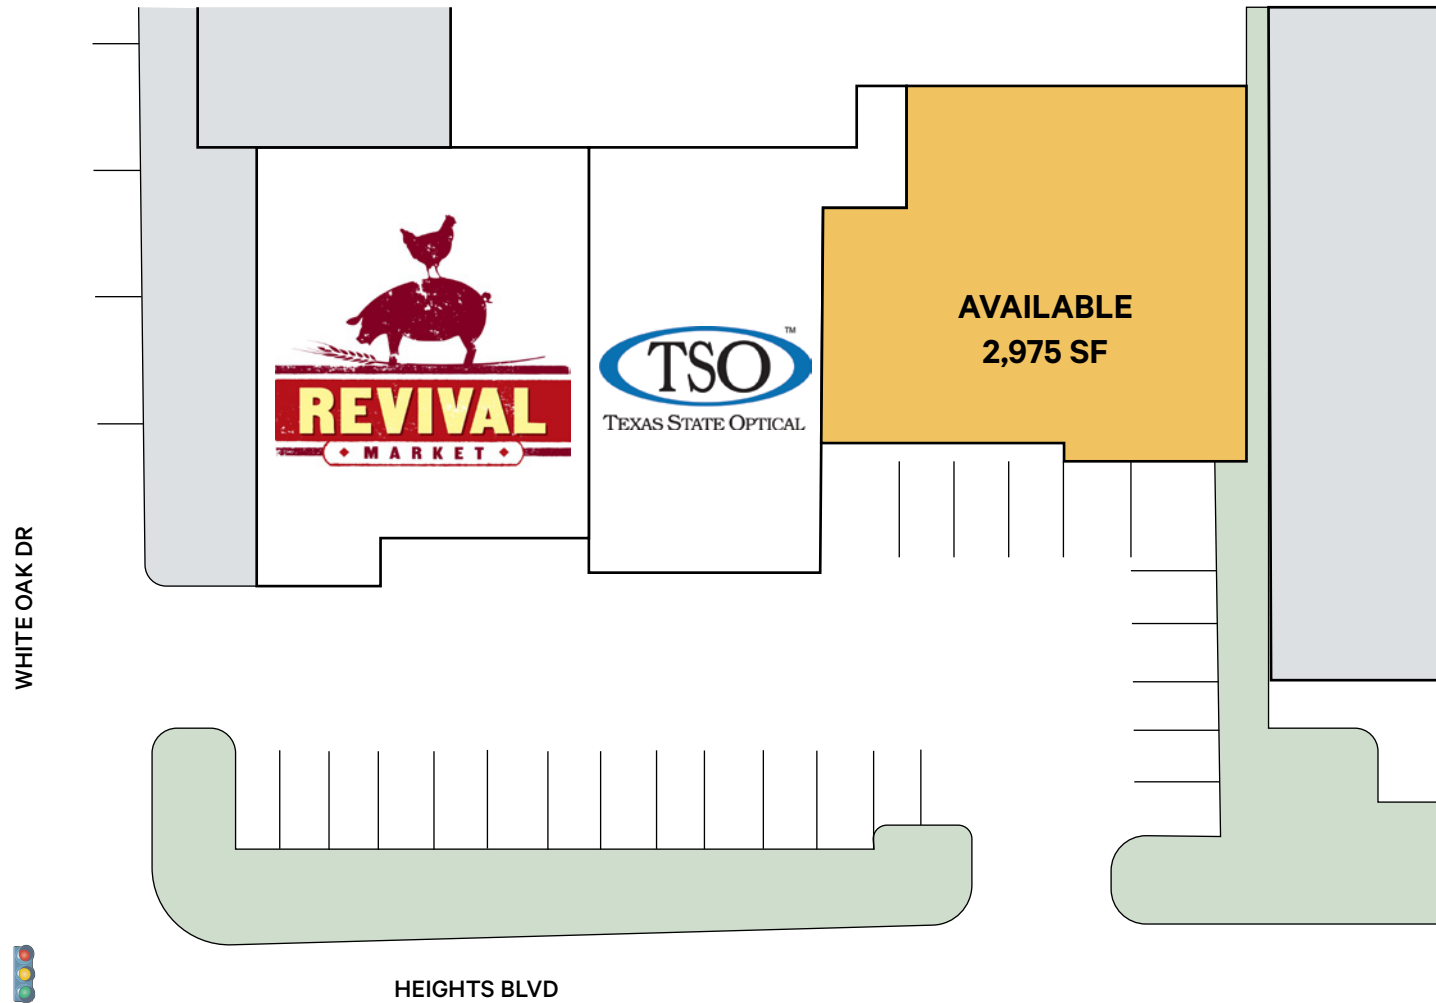 AVAILABLE
2,975 SF
REVIVAL
MARKET
TSO
TM
TEXAS STATE OPTICAL
WHITE OAK DR
HEIGHTS BLVD